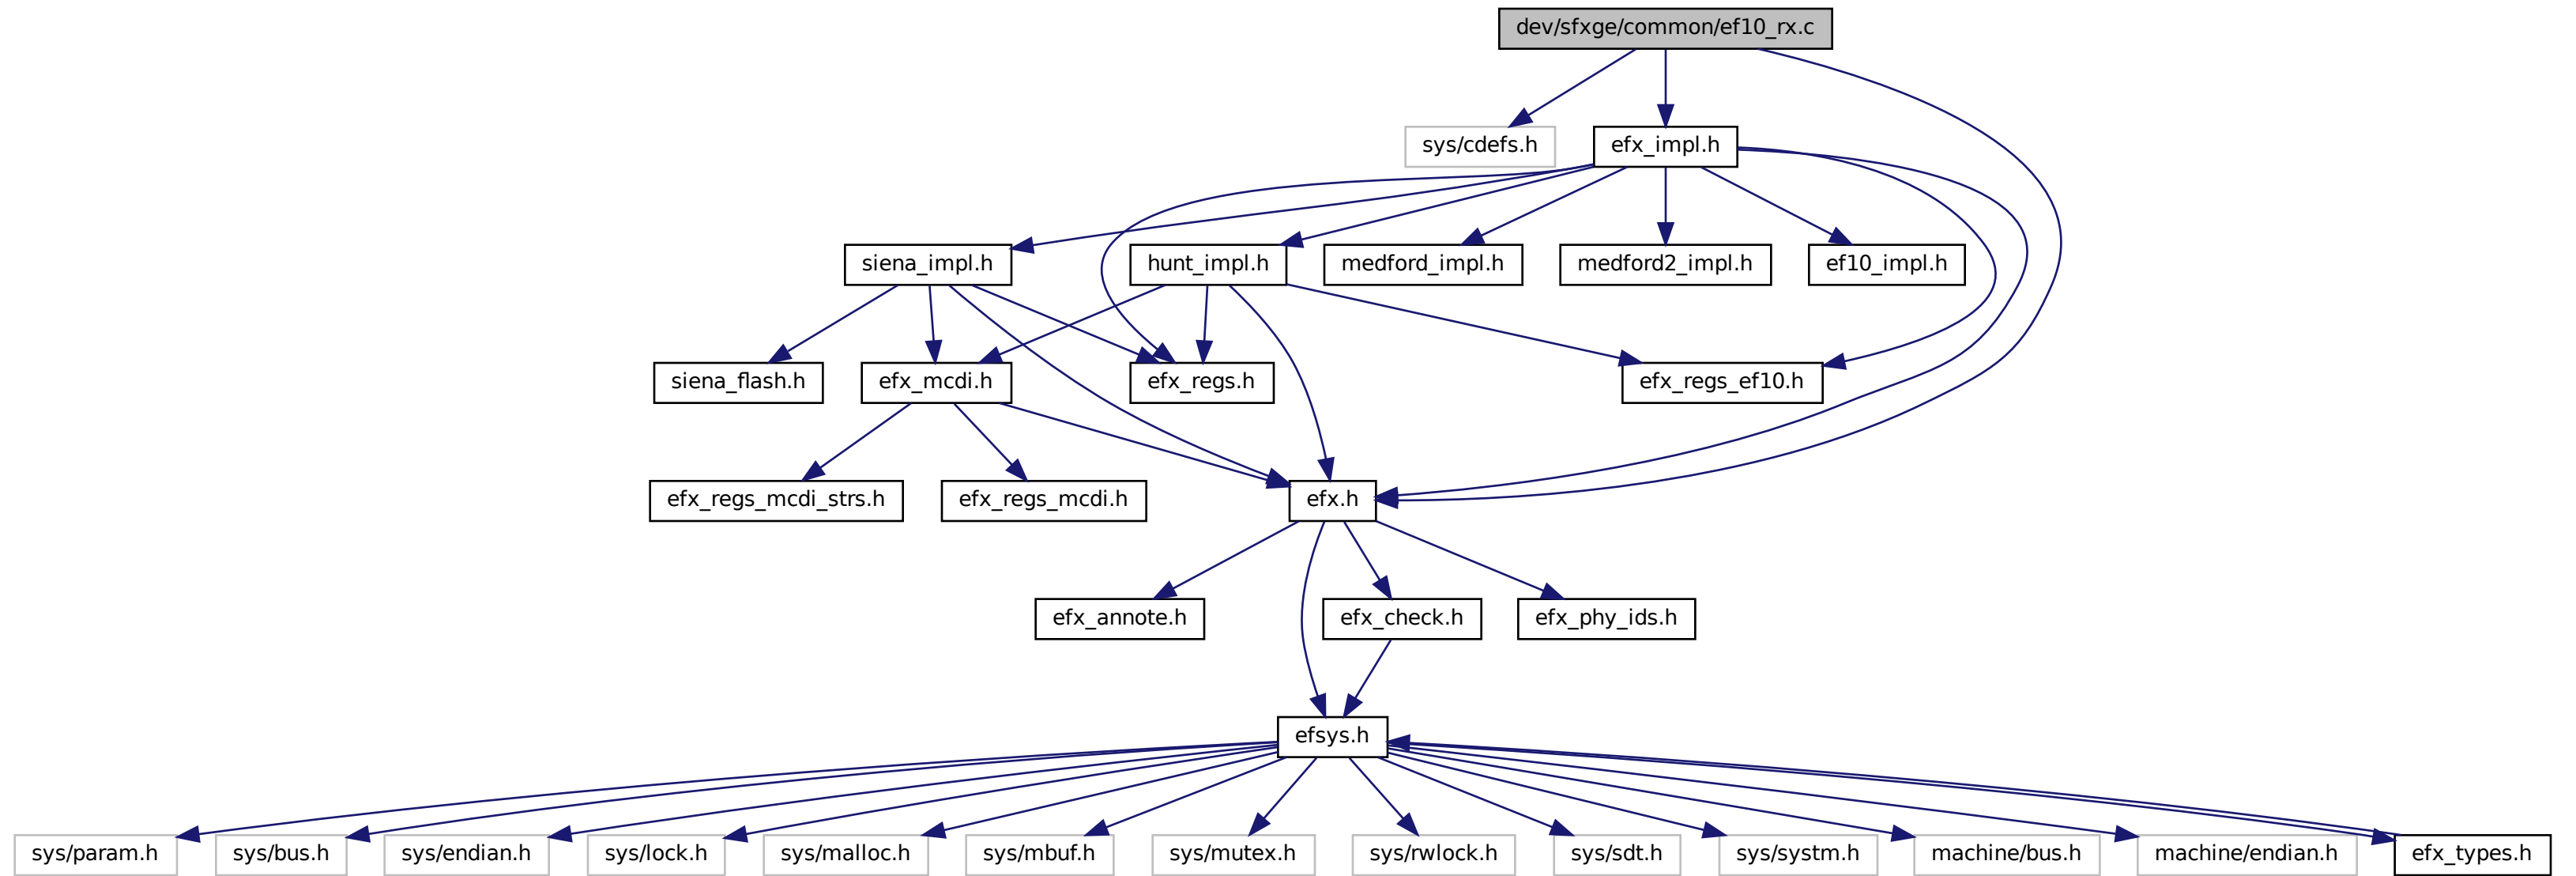 dev/sfxge/common/ef10_rx.c
sys/cdefs.h
efx_impl.h
siena_impl.h
hunt_impl.h
medford_impl.h
medford2_impl.h
ef10_impl.h
siena_flash.h
efx_mcdi.h
efx_regs.h
efx_regs_ef10.h
efx_regs_mcdi_strs.h
efx_regs_mcdi.h
efx.h
efx_annote.h
efx_check.h
efx_phy_ids.h
efsys.h
sys/param.h
sys/bus.h
sys/endian.h
sys/lock.h
sys/malloc.h
sys/mbuf.h
sys/mutex.h
sys/rwlock.h
sys/sdt.h
sys/systm.h
machine/bus.h
machine/endian.h
efx_types.h